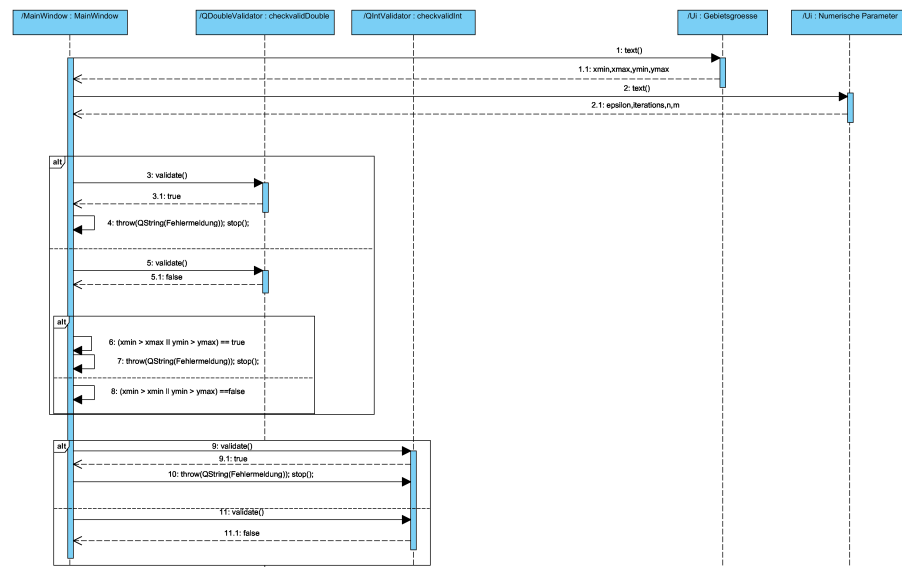 /MainWindow : MainWindow
/QDoubleValidator : checkvalidDouble
/QIntValidator : checkvalidInt
/Ui : Gebietsgroesse
/Ui : Numerische Parameter
1: text()
1.1: xmin,xmax,ymin,ymax
2: text()
2.1: epsilon,iterations,n,m
alt
3: validate()
3.1: true
4: throw(QString(Fehlermeldung)); stop();
5: validate()
5.1: false
alt
6: (xmin > xmax II ymin > ymax) == true
7: throw(QString(Fehlermeldung)); stop();
8: (xmin > xmin II ymin > ymax) ==false
alt
9: validate()
9.1: true
10: throw(QString(Fehlermeldung)); stop();
11: validate()
11.1: false